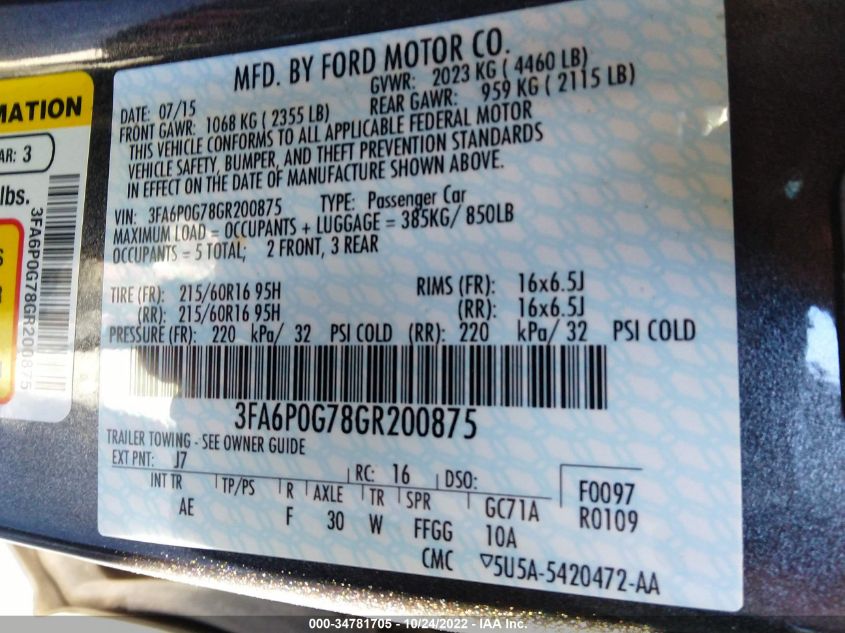 MFD. BY FORD MOTOR CO.
DATE: 07/15 GVWR: 2023 KG ( 4460 LB)
FRONT GAWR: 1068 KG ( 2355 LB) REAR GAWR: 959 KG ( 2115 LB)
THIS VEHICLE CONFORMS TO ALL APPLICABLE FEDERAL MOTOR
VEHICLE SAFETY, BUMPER, AND THEFT PREVENTION STANDARDS
IN EFFECT ON THE DATE OF MANUFACTURE SHOWN ABOVE.
VIN: 3FA6P0G78GR200875 TYPE: Passenger Car
MAXIMUM LOAD = OCCUPANTS + LUGGAGE = 385KG/ 850LB
OCCUPANTS = 5 TOTAL; 2 FRONT, 3 REAR
TIRE (FR): 215/60R16 95H RIMS (FR): 16x6.5J
(RR): 215/60R16 95H (RR): 16x6.5J
PRESSURE (FR): 220 kPa/ 32 PSI COLD (RR): 220 kPa/ 32 PSI COLD
3FA6P0G78GR200875
TRAILER TOWING - SEE OWNER GUIDE
EXT PNT: J7 RC: 16 DSO:
INT TR TP/PS R AXLE TR SPR GC71A F0097
AE F 30 W FFGG 10A R0109
CMC 5U5A-5420472-AA
MATION
AR: 3
lbs.
3FA6P0G78GR200875
000-34781705 - 10/24/2022 - IAA Inc.